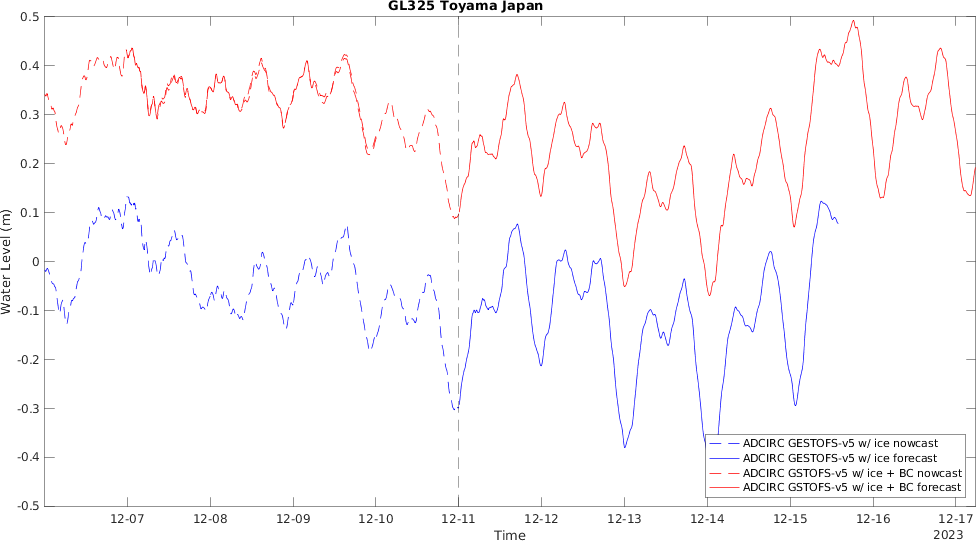 GL325 Toyama Japan
0.5
0.4
0.3
0.2
0.1
0
-0.1
-0.2
-0.3
-0.4
-0.5
Water Level (m)
ADCIRC GESTOFS-v5 w/ ice nowcast
ADCIRC GESTOFS-v5 w/ ice forecast
ADCIRC GSTOFS-v5 w/ ice + BC nowcast
ADCIRC GSTOFS-v5 w/ ice + BC forecast
12-07 12-08 12-09 12-10 12-11 12-12 12-13 12-14 12-15 12-16 12-17
Time
2023